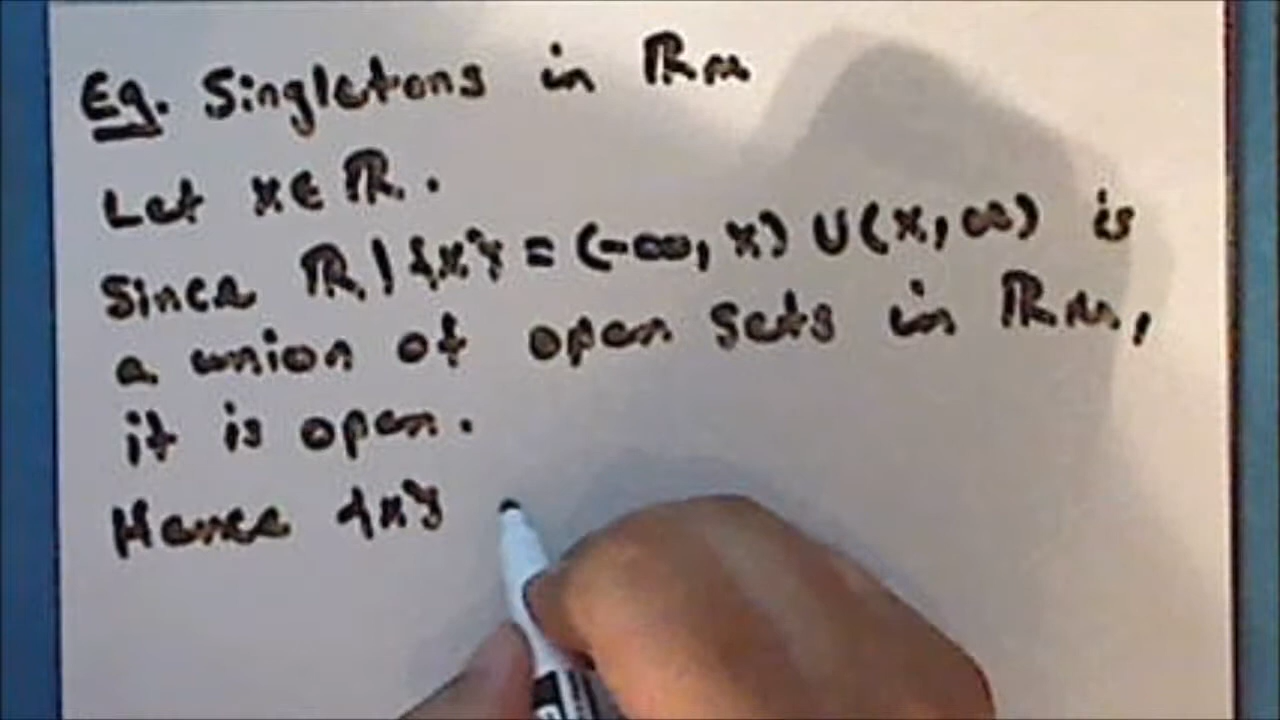 Eg. Singletons in ℝm
Let x∈ℝ.
Since ℝ|{x}=(-∞,x)∪(x,∞) is
a union of open sets in ℝm,
it is open.
Hence {x}